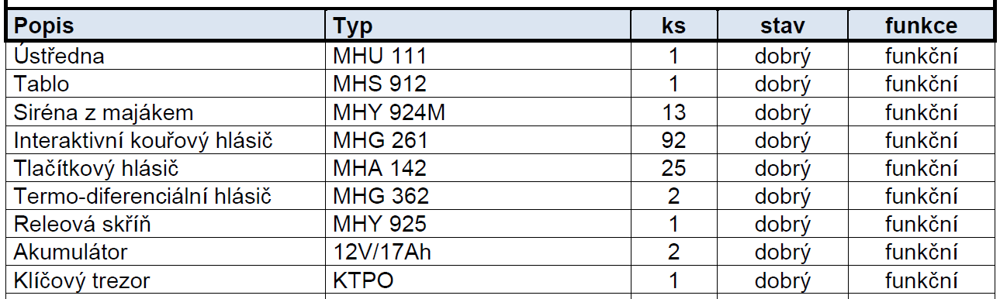 Popis Typ ks stav funkce
Ústředna MHU 111 1 dobrý funkční
Tablo MHS 912 1 dobrý funkční
Siréna z majákem MHY 924M 13 dobrý funkční
Interaktivní kouřový hlásič MHG 261 92 dobrý funkční
Tlačítkový hlásič MHA 142 25 dobrý funkční
Termo-diferenciální hlásič MHG 362 2 dobrý funkční
Releová skříň MHY 925 1 dobrý funkční
Akumulátor 12V/17Ah 2 dobrý funkční
Klíčový trezor KTPO 1 dobrý funkční